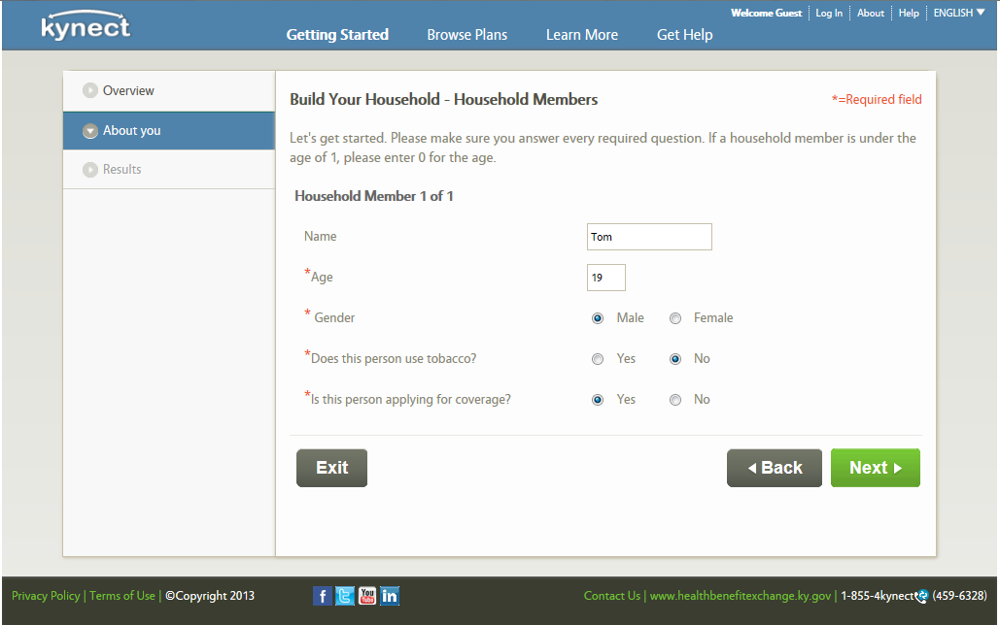 kynect
Welcome Guest Log In About Help ENGLISH
Getting Started Browse Plans Learn More Get Help
Overview
About you
Results
Build Your Household - Household Members
*=Required field
Let's get started. Please make sure you answer every required question. If a household member is under the
age of 1, please enter 0 for the age.
Household Member 1 of 1
Name Tom
*Age 19
* Gender Male Female
*Does this person use tobacco? Yes No
*Is this person applying for coverage? Yes No
Exit Back Next
Privacy Policy | Terms of Use | ©Copyright 2013 f t You Tube in Contact Us | www.healthbenefitexchange.ky.gov | 1-855-4kynect (459-6328)